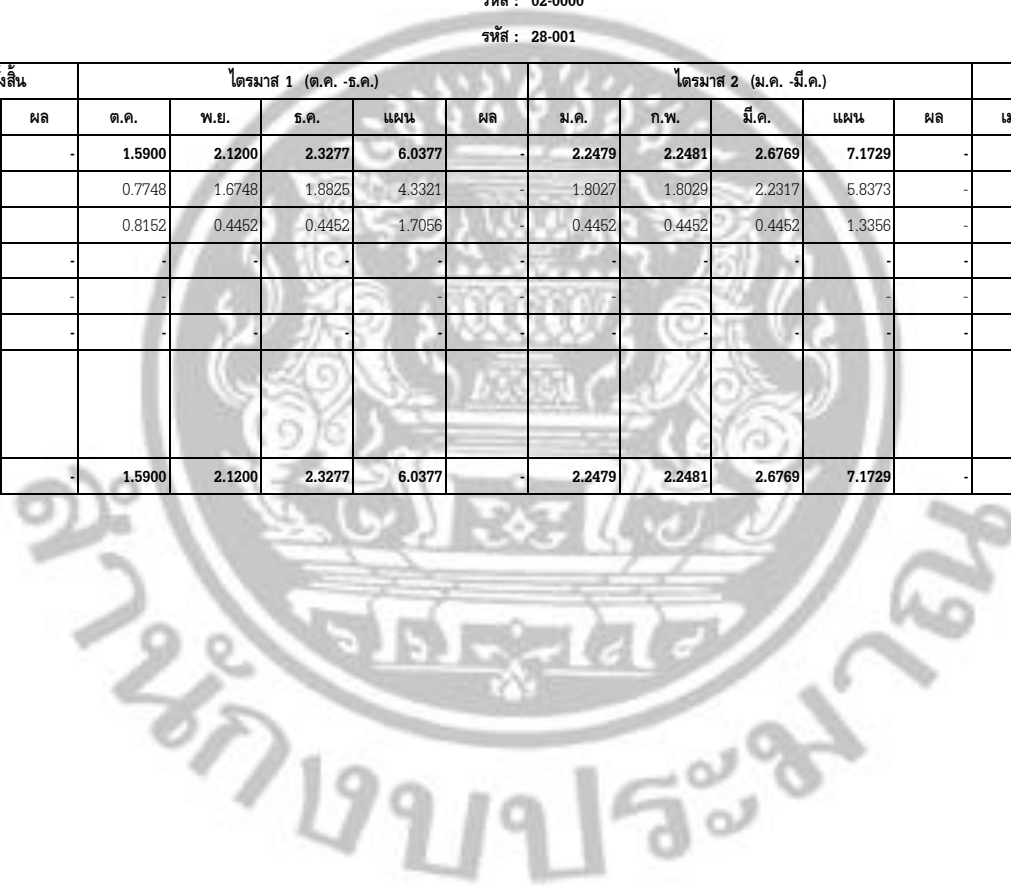 รหัส : 02-0000
รหัส : 28-001
ไตรมาส 1 (ต.ค. -ธ.ค.) ไตรมาส 2 (ม.ค. -มี.ค.)
ผล ต.ค. พ.ย. ธ.ค. แผน ผล ม.ค. ก.พ. มี.ค. แผน ผล
- 1.5900 2.1200 2.3277 6.0377 - 2.2479 2.2481 2.6769 7.1729 -
0.7748 1.6748 1.8825 4.3321 - 1.8027 1.8029 2.2317 5.8373 -
0.8152 0.4452 0.4452 1.7056 - 0.4452 0.4452 0.4452 1.3356 -
- - - - - - - - - - -
- - - - - - -
- - - - - - - - - - -
- 1.5900 2.1200 2.3277 6.0377 - 2.2479 2.2481 2.6769 7.1729 -
สำนักงบประมาณ